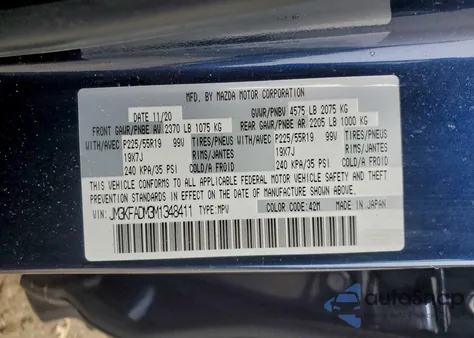 MFD. BY MAZDA MOTOR CORPORATION
DATE 11/20 GVWR/PNBV 4575 LB 2075 KG
FRONT GAWR/PNBE AV 2370 LB 1075 KG REAR GAWR/PNBE AR 2205 LB 1000 KG
WITH/AVEC P225/55R19 99V TIRES/PNEUS WITH/AVEC P225/55R19 99V TIRES/PNEUS
19X7J RIMS/JANTES 19X7J RIMS/JANTES
240 KPA/35 PSI COLD/A FROID 240 KPA/35 PSI COLD/A FROID
THIS VEHICLE CONFORMS TO ALL APPLICABLE FEDERAL MOTOR VEHICLE SAFETY AND THEFT
PREVENTION STANDARDS IN EFFECT ON THE DATE OF MANUFACTURE SHOWN ABOVE.
VIN: JM3KFADM3M1348411 TYPE: MPV COLOR CODE: 42M MADE IN JAPAN
autoSnap